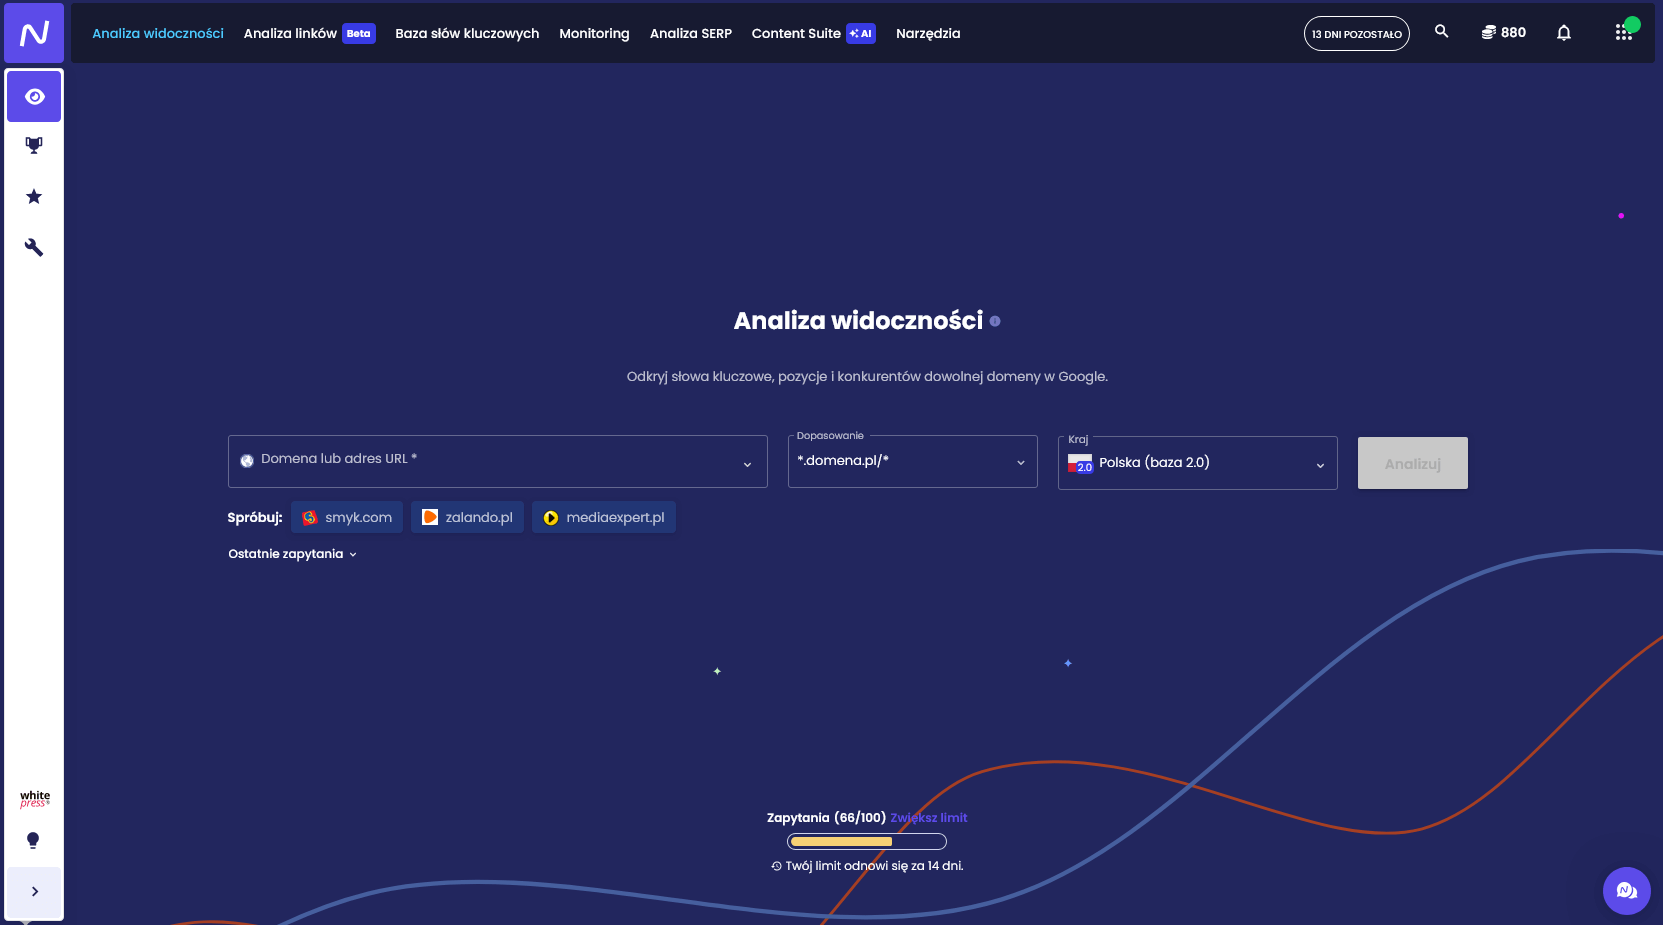 Analiza widoczności Analiza linków Beta Baza słów kluczowych Monitoring Analiza SERP Content Suite AI Narzędzia 13 DNI POZOSTAŁO 880
Analiza widoczności
Odkryj słowa kluczowe, pozycje i konkurentów dowolnej domeny w Google.
Domena lub adres URL *
Dopasowanie
*.domena.pl/*
Kraj
2.0 Polska (baza 2.0)
Analizuj
Spróbuj: smyk.com zalando.pl mediaexpert.pl
Ostatnie zapytania
white
press®
Zapytania (66/100) Zwiększ limit
Twój limit odnowi się za 14 dni.